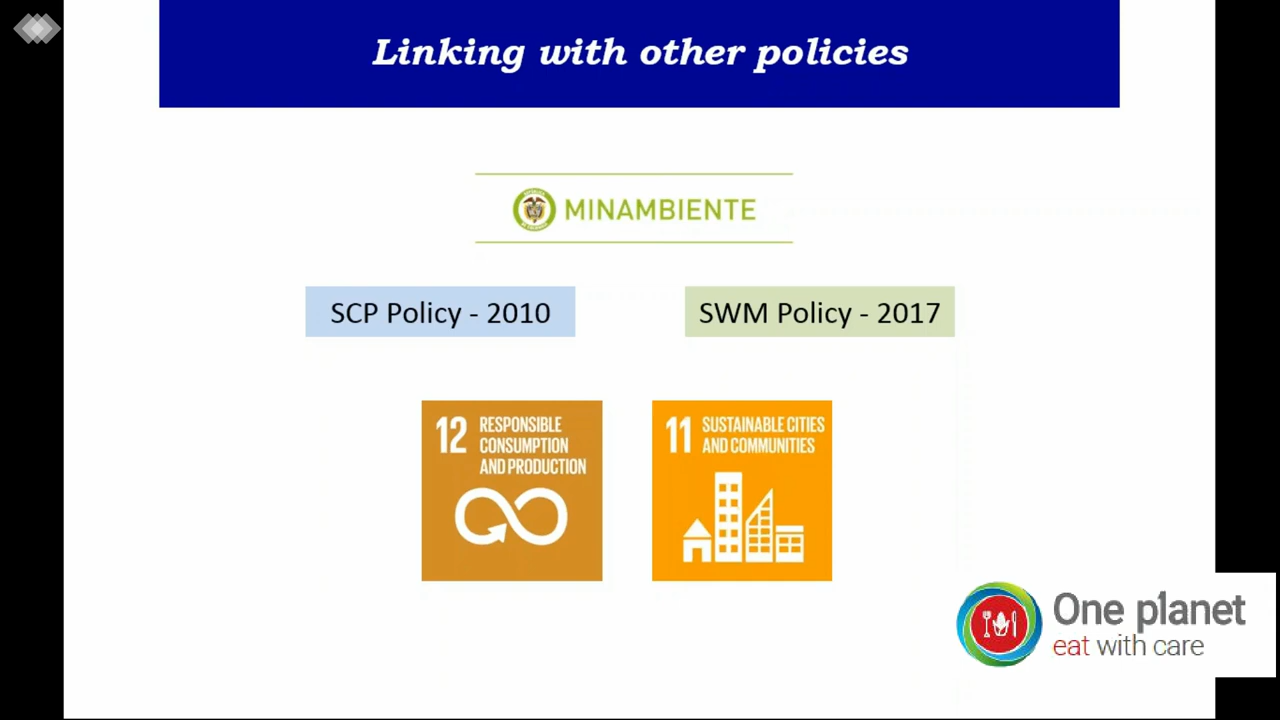 Linking with other policies
MINAMBIENTE
SCP Policy - 2010
SWM Policy - 2017
12 RESPONSIBLE
CONSUMPTION
AND PRODUCTION
11 SUSTAINABLE CITIES
AND COMMUNITIES
One planet
eat with care